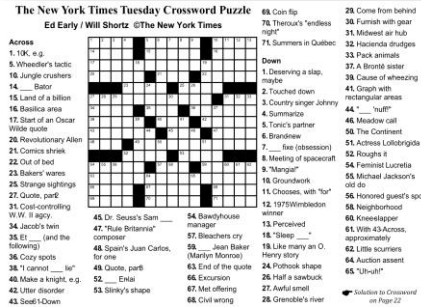 The New York Times Tuesday Crossword Puzzle
Ed Early / Will Shortz ©The New York Times
Across
1. 10K, e.g.
5. Wheedler's tactic
10. Jungle crushers
14. ___ Bator
15. Land of a billion
16. Basilica area
17. Start of an Oscar
Wilde quote
20. Revolutionary Allen
21. Comics shriek
22. Out of bed
23. Bakers' wares
25. Strange sightings
27. Quote, part2
31. Cost-controlling
W.W. II agcy.
34. Jacob's twin
35. Et ___ (and the
following)
36. Cozy spots
38. "I cannot ___ lie"
40. Make a knight, e.g.
42. Utter disorder
43. See61-Down
45. Dr. Seuss's Sam ___
47. "Rule Britannia"
composer
48. Spain's Juan Carlos,
for one
49. Quote, part3
52. ___ Enlai
53. Slinky's shape
54. Bawdyhouse
manager
57. Bleachers cry
59. ___ Jean Baker
(Marilyn Monroe)
63. End of the quote
66. Excursion
67. Met offering
68. Civil wrong
69. Coin flip
70. Theroux's "endless
night"
71. Summers in Québec
Down
1. Deserving a slap,
maybe
2. Touched down
3. Country singer Johnny
4. Summarize
5. Tonic's partner
6. Brandnew
7. ___ fixe (obsession)
8. Meeting of spacecraft
9. "Mangia!"
10. Groundwork
11. Chooses, with "for"
12. 1975Wimbledon
winner
13. Perceived
18. "Sleep ___"
19. Like many an O.
Henry story
24. Pothook shape
26. Half a sawbuck
27. Awful smell
28. Grenoble's river
29. Come from behind
30. Furnish with gear
31. Midwest air hub
32. Hacienda drudges
33. Pack animals
37. A Brontë sister
39. Cause of wheezing
41. Graph with
rectangular areas
44. "___ 'nuff!"
46. Meadow call
50. The Continent
51. Actress Lollobrigida
52. Roughs it
54. Feminist Lucretia
55. Michael Jackson's
old do
56. Honored guest's spot
58. Neighborhood
60. Kneeslapper
61. With 43-Across,
approximately
62. Little scurriers
64. Auction assent
65. "Uh-uh!"
Solution to Crossword
on Page 22